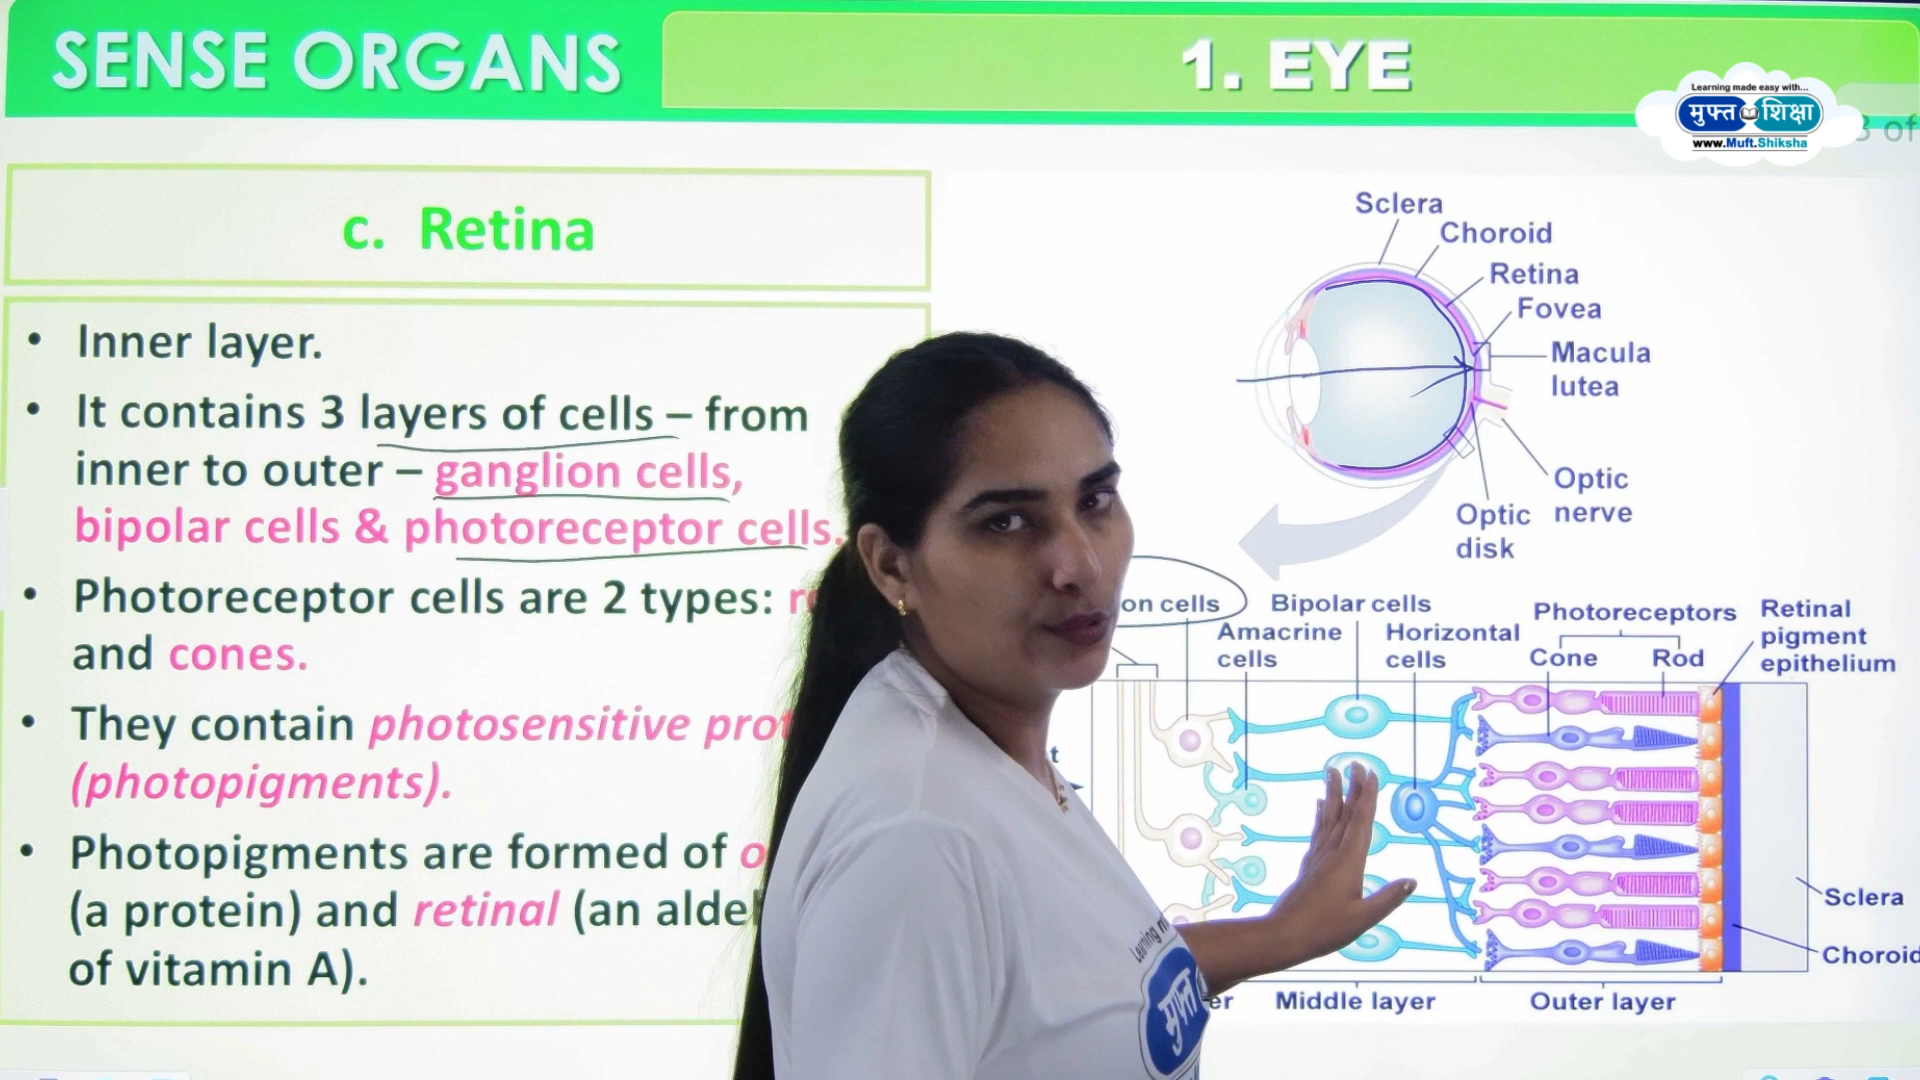 SENSE ORGANS
1. EYE
Learning made easy with...
मुफ्त शिक्षा
www.Muft.Shiksha
of
c. Retina
• Inner layer.
• It contains 3 layers of cells – from
inner to outer – ganglion cells,
bipolar cells & photoreceptor cells.
• Photoreceptor cells are 2 types:
and cones.
• They contain photosensitive
(photopigments).
• Photopigments are formed of
(a protein) and retinal (an
of vitamin A).
Sclera
Choroid
Retina
Fovea
Macula
lutea
Optic
nerve
Optic
disk
cells
Bipolar cells
Amacrine
cells
Horizontal
cells
Photoreceptors
Cone
Rod
Retinal
pigment
epithelium
Sclera
Choroid
Middle layer
Outer layer
Learning
मुफ्त